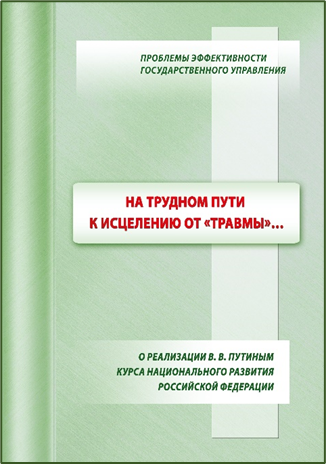 ПРОБЛЕМЫ ЭФФЕКТИВНОСТИ
ГОСУДАРСТВЕННОГО УПРАВЛЕНИЯ
НА ТРУДНОМ ПУТИ
К ИСЦЕЛЕНИЮ ОТ «ТРАВМЫ»...
О РЕАЛИЗАЦИИ В. В. ПУТИНЫМ
КУРСА НАЦИОНАЛЬНОГО РАЗВИТИЯ
РОССИЙСКОЙ ФЕДЕРАЦИИ